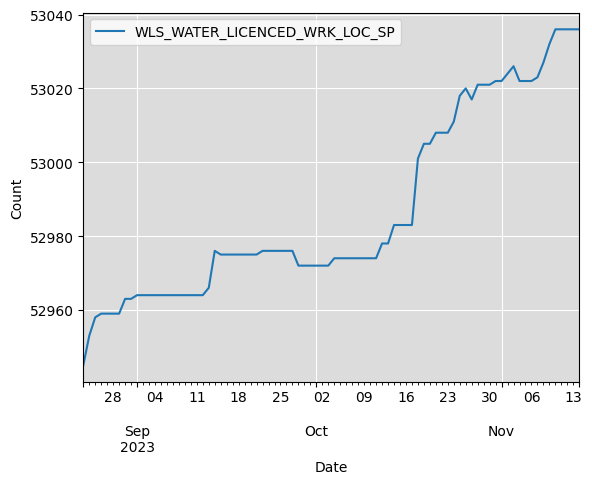 WLS_WATER_LICENCED_WRK_LOC_SP
53040
53020
53000
52980
52960
Count
28 04 11 18 25 02 09 16 23 30 06 13
Sep Oct Nov
2023
Date